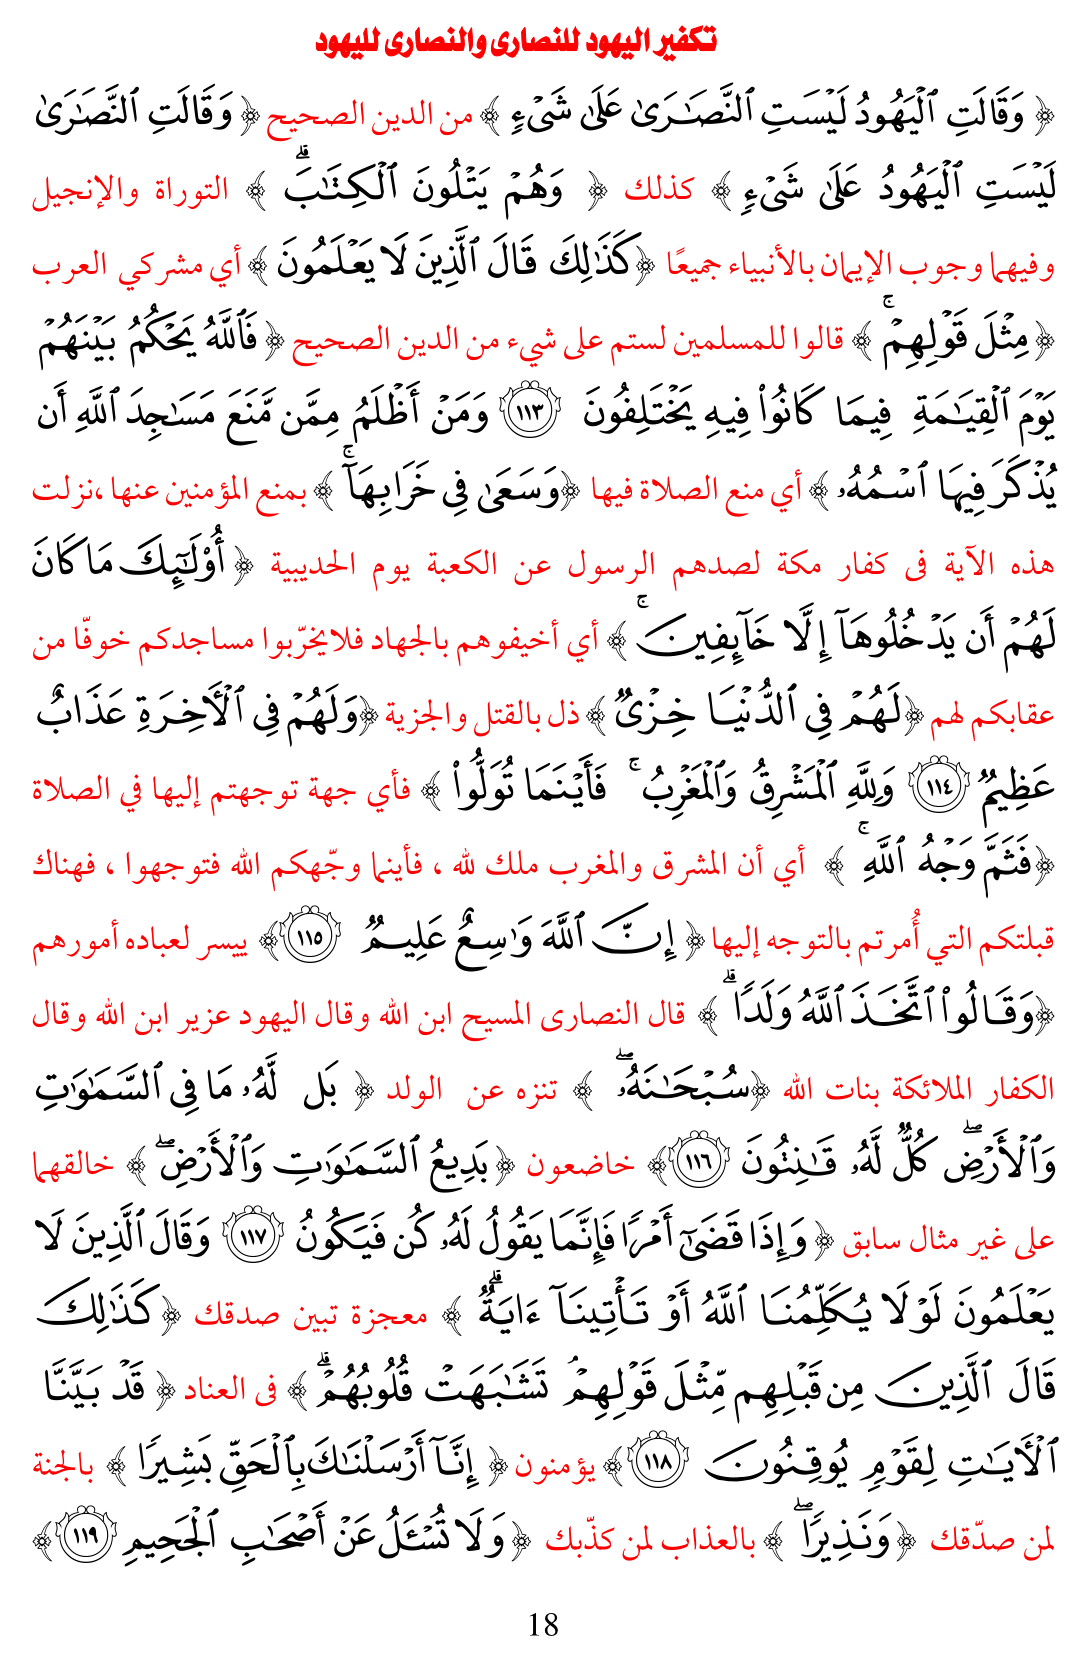 تكفير اليهود للنصارى والنصارى لليهود
﴿ وَقَالَتِ ٱلْيَهُودُ لَيْسَتِ ٱلنَّصَـٰرَىٰ عَلَىٰ شَىْءٍ ﴾ من الدين الصحيح ﴿ وَقَالَتِ ٱلنَّصَـٰرَىٰ
لَيْسَتِ ٱلْيَهُودُ عَلَىٰ شَىْءٍ ﴾ كذلك ﴿ وَهُمْ يَتْلُونَ ٱلْكِتَـٰبَ ۗ ﴾ التوراة والإنجيل
وفيهما وجوب الإيمان بالأنبياء جميعًا ﴿كَذَٰلِكَ قَالَ ٱلَّذِينَ لَا يَعْلَمُونَ ﴾ أي مشركي العرب
﴿ مِثْلَ قَوْلِهِمْ ۚ ﴾ قالوا للمسلمين لستم على شيء من الدين الصحيح ﴿ فَٱللَّهُ يَحْكُمُ بَيْنَهُمْ
يَوْمَ ٱلْقِيَـٰمَةِ فِيمَا كَانُوا۟ فِيهِ يَخْتَلِفُونَ ١١٣ وَمَنْ أَظْلَمُ مِمَّن مَّنَعَ مَسَـٰجِدَ ٱللَّهِ أَن
يُذْكَرَ فِيهَا ٱسْمُهُۥ ﴾ أي منع الصلاة فيها ﴿وَسَعَىٰ فِى خَرَابِهَآ ۚ ﴾ بمنع المؤمنين عنها ،نزلت
هذه الآية فى كفار مكة لصدهم الرسول عن الكعبة يوم الحديبية ﴿ أُو۟لَـٰٓئِكَ مَا كَانَ
لَهُمْ أَن يَدْخُلُوهَآ إِلَّا خَآئِفِينَ ۚ ﴾ أي أخيفوهم بالجهاد فلايخرّبوا مساجدكم خوفًا من
عقابكم لهم ﴿لَهُمْ فِى ٱلدُّنْيَا خِزْىٌ ﴾ ذل بالقتل والجزية ﴿وَلَهُمْ فِى ٱلْـَٔاخِرَةِ عَذَابٌ
عَظِيمٌ ١١٤ وَلِلَّهِ ٱلْمَشْرِقُ وَٱلْمَغْرِبُ ۚ فَأَيْنَمَا تُوَلُّوا۟ ﴾ فأي جهة توجهتم إليها في الصلاة
﴿فَثَمَّ وَجْهُ ٱللَّهِ ۚ ﴾ أي أن المشرق والمغرب ملك لله ، فأينما وجّهكم الله فتوجهوا ، فهناك
قبلتكم التي أُمرتم بالتوجه إليها ﴿ إِنَّ ٱللَّهَ وَٰسِعٌ عَلِيمٌ ١١٥﴾ ييسر لعباده أمورهم
﴿وَقَالُوا۟ ٱتَّخَذَ ٱللَّهُ وَلَدًا ۗ ﴾ قال النصارى المسيح ابن الله وقال اليهود عزير ابن الله وقال
الكفار الملائكة بنات الله ﴿سُبْحَـٰنَهُۥ ۖ ﴾ تنزه عن الولد ﴿ بَل لَّهُۥ مَا فِى ٱلسَّمَـٰوَٰتِ
وَٱلْأَرْضِ ۖ كُلٌّ لَّهُۥ قَـٰنِتُونَ ١١٦﴾ خاضعون ﴿بَدِيعُ ٱلسَّمَـٰوَٰتِ وَٱلْأَرْضِ ۖ ﴾ خالقهما
على غير مثال سابق ﴿ وَإِذَا قَضَىٰٓ أَمْرًا فَإِنَّمَا يَقُولُ لَهُۥ كُن فَيَكُونُ ١١٧ وَقَالَ ٱلَّذِينَ لَا
يَعْلَمُونَ لَوْلَا يُكَلِّمُنَا ٱللَّهُ أَوْ تَأْتِينَآ ءَايَةٌ ۗ ﴾ معجزة تبين صدقك ﴿كَذَٰلِكَ
قَالَ ٱلَّذِينَ مِن قَبْلِهِم مِّثْلَ قَوْلِهِمْ ۘ تَشَـٰبَهَتْ قُلُوبُهُمْ ۗ ﴾ فى العناد ﴿ قَدْ بَيَّنَّا
ٱلْـَٔايَـٰتِ لِقَوْمٍ يُوقِنُونَ ١١٨﴾ يؤمنون ﴿ إِنَّآ أَرْسَلْنَـٰكَ بِٱلْحَقِّ بَشِيرًا ﴾ بالجنة
لمن صدّقك ﴿وَنَذِيرًا ۖ ﴾ بالعذاب لمن كذّبك ﴿وَلَا تُسْـَٔلُ عَنْ أَصْحَـٰبِ ٱلْجَحِيمِ ١١٩﴾
18